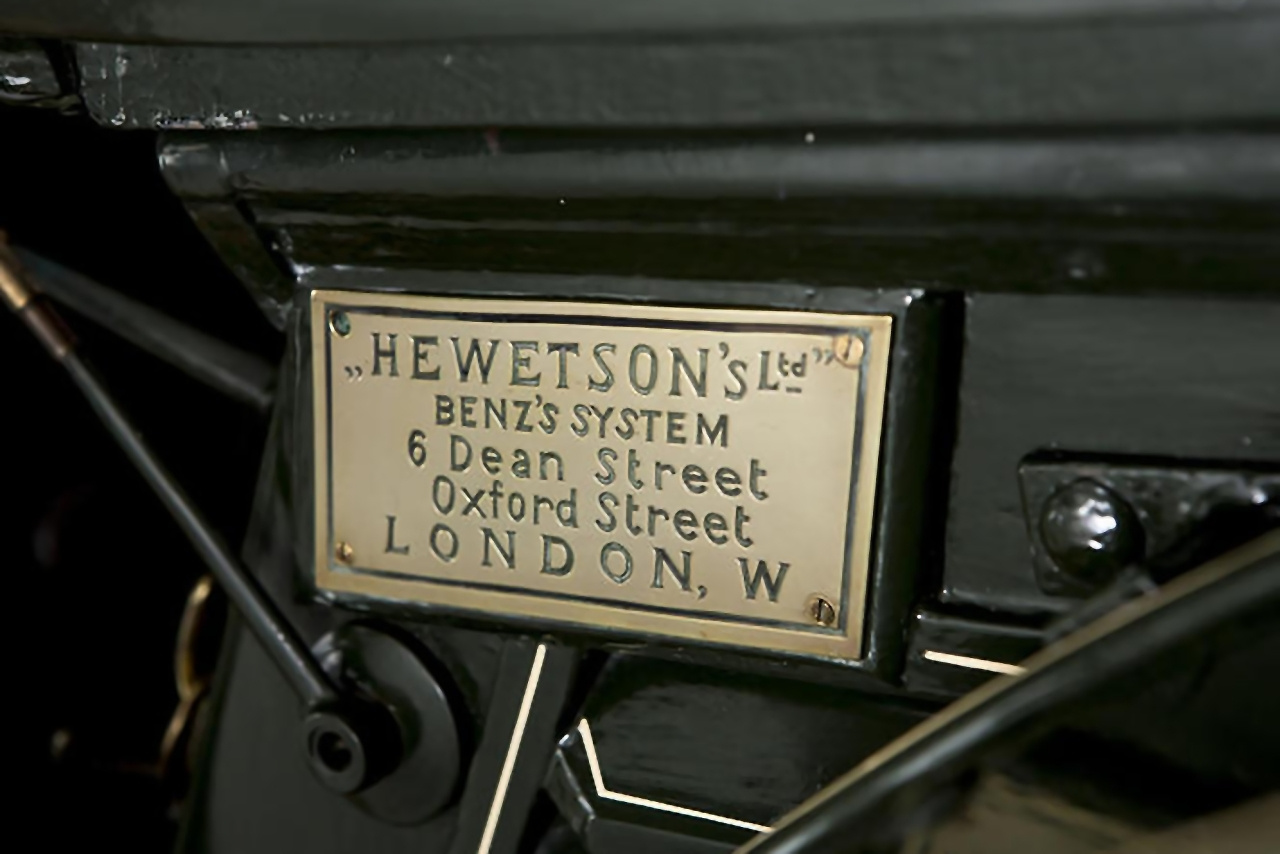 „HEWETSON'S Ltd”
BENZ'S SYSTEM
6 Dean Street
Oxford Street
LONDON, W